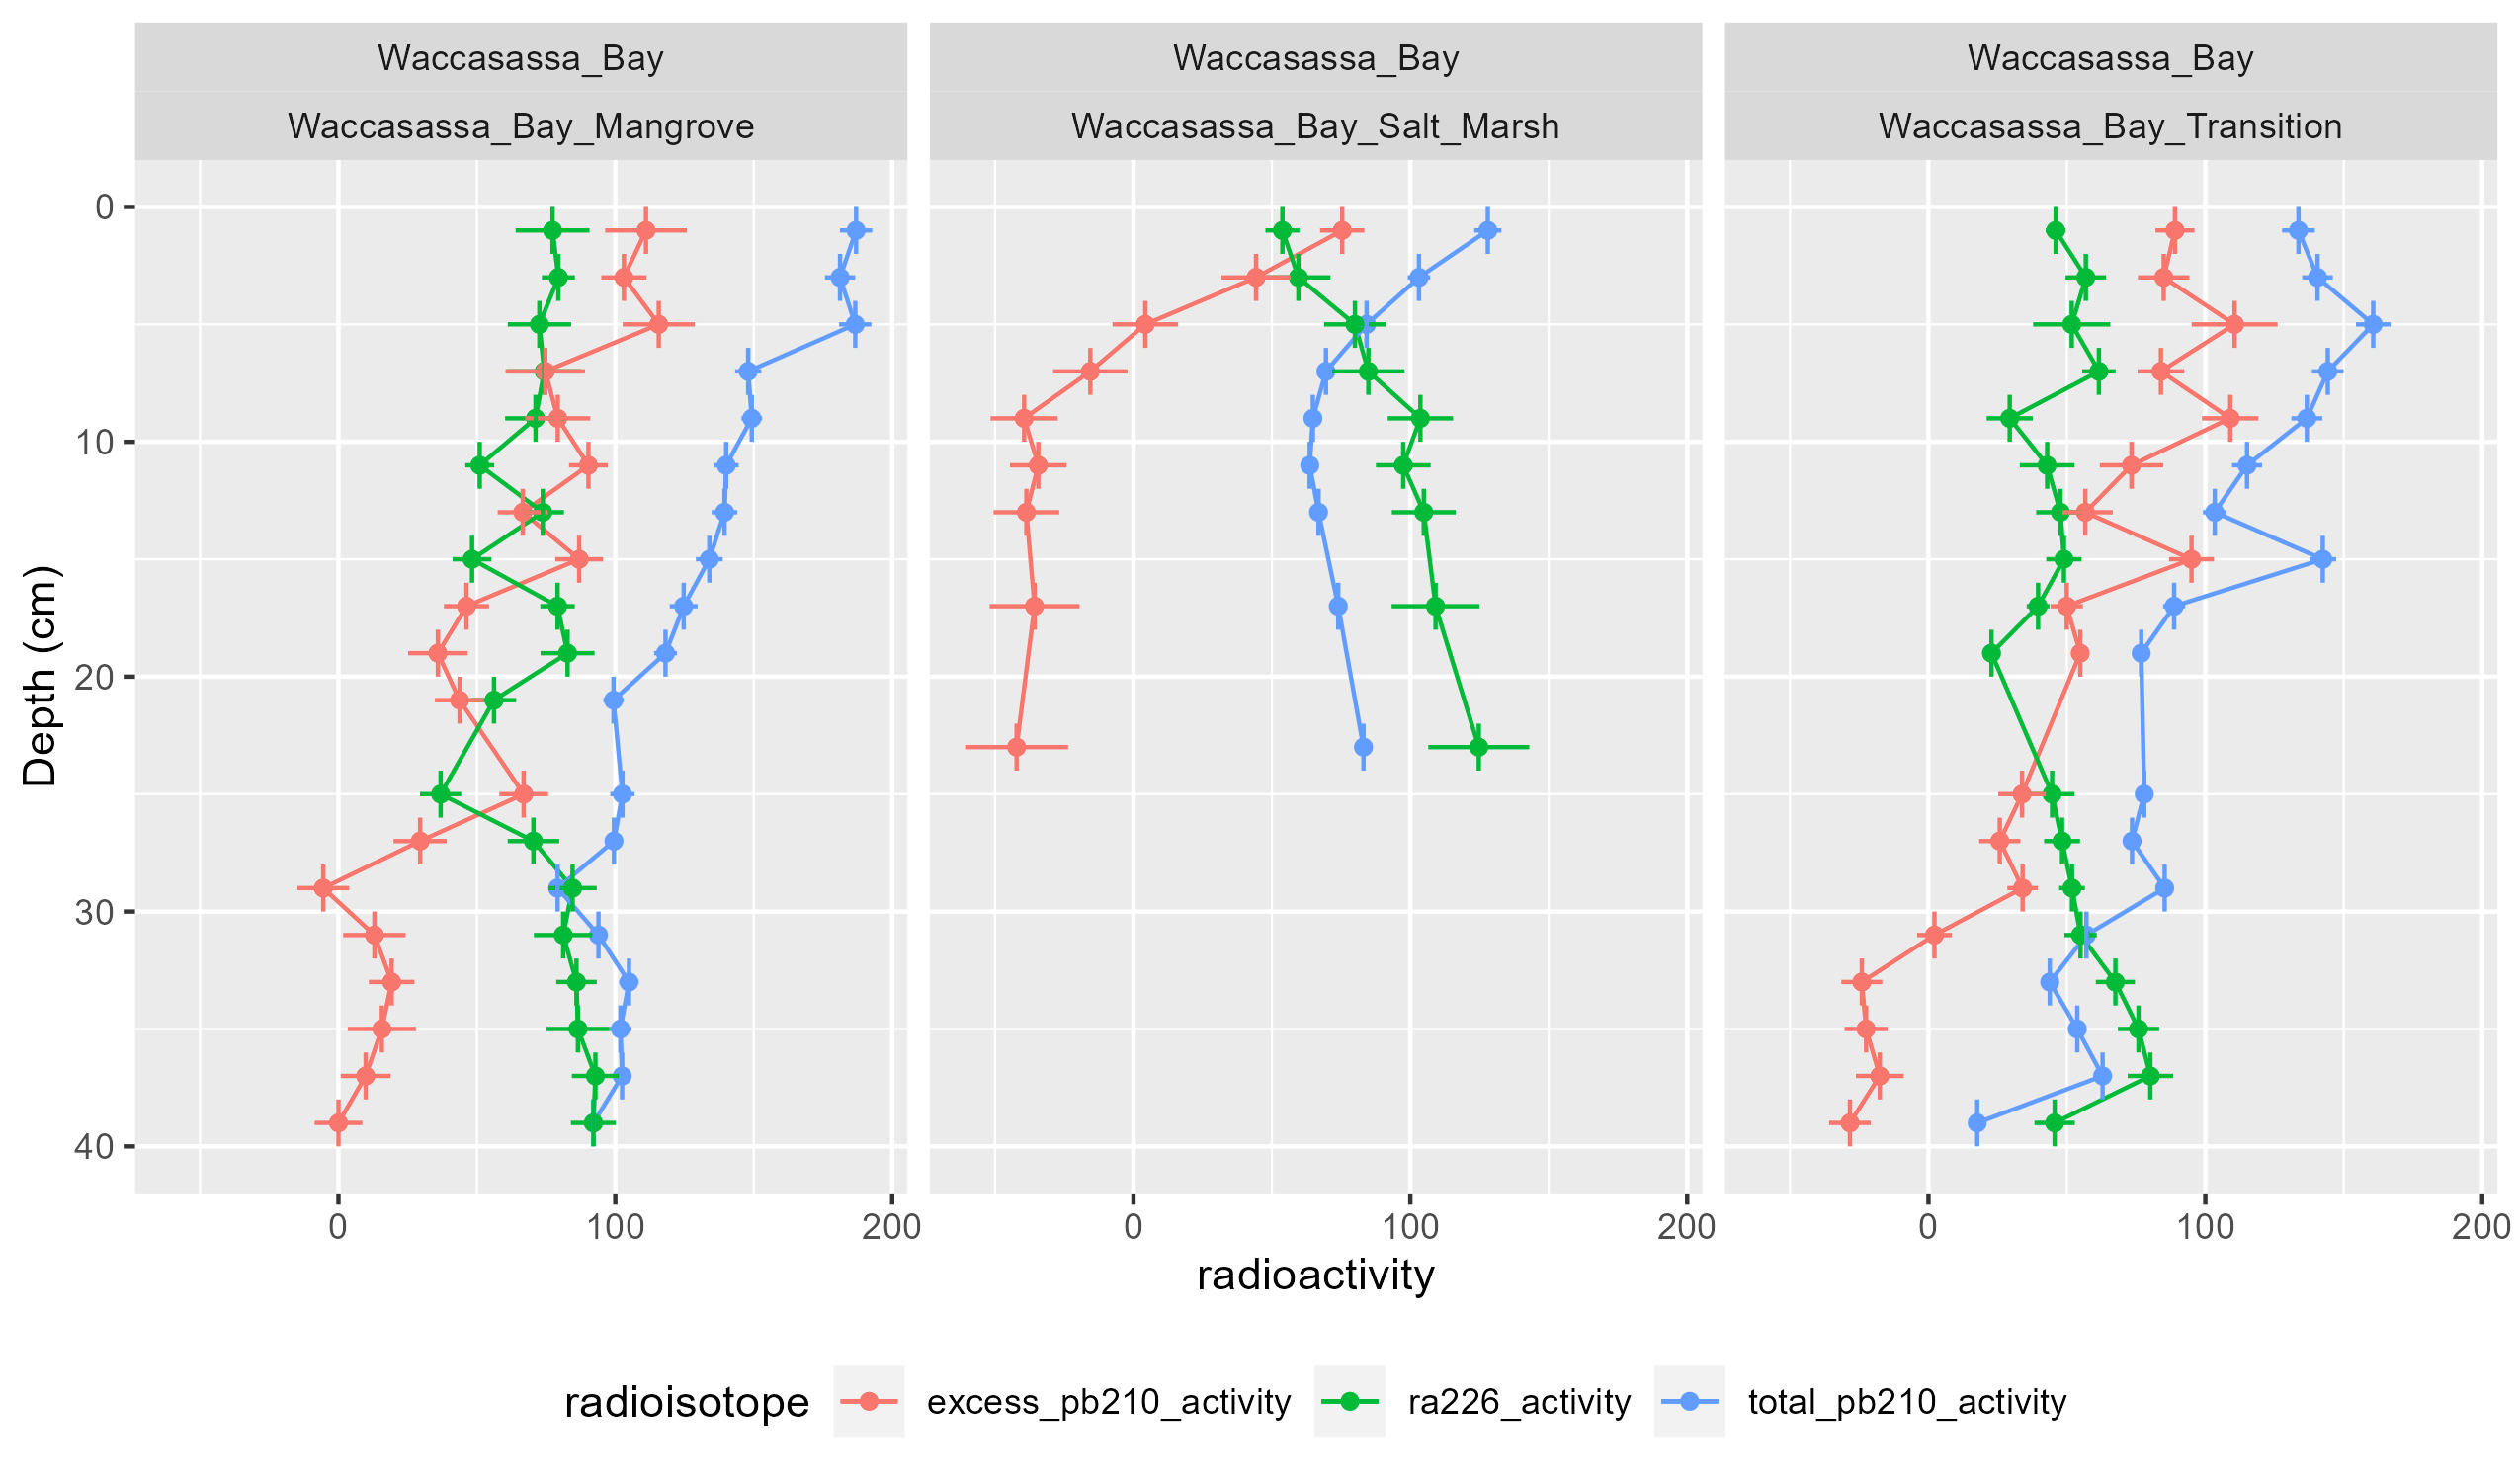 Waccasassa_Bay Waccasassa_Bay Waccasassa_Bay
Waccasassa_Bay_Mangrove Waccasassa_Bay_Salt_Marsh Waccasassa_Bay_Transition
Depth (cm)
0
10
20
30
40
0 100 200 0 100 200 0 100 200
radioactivity
radioisotope excess_pb210_activity ra226_activity total_pb210_activity